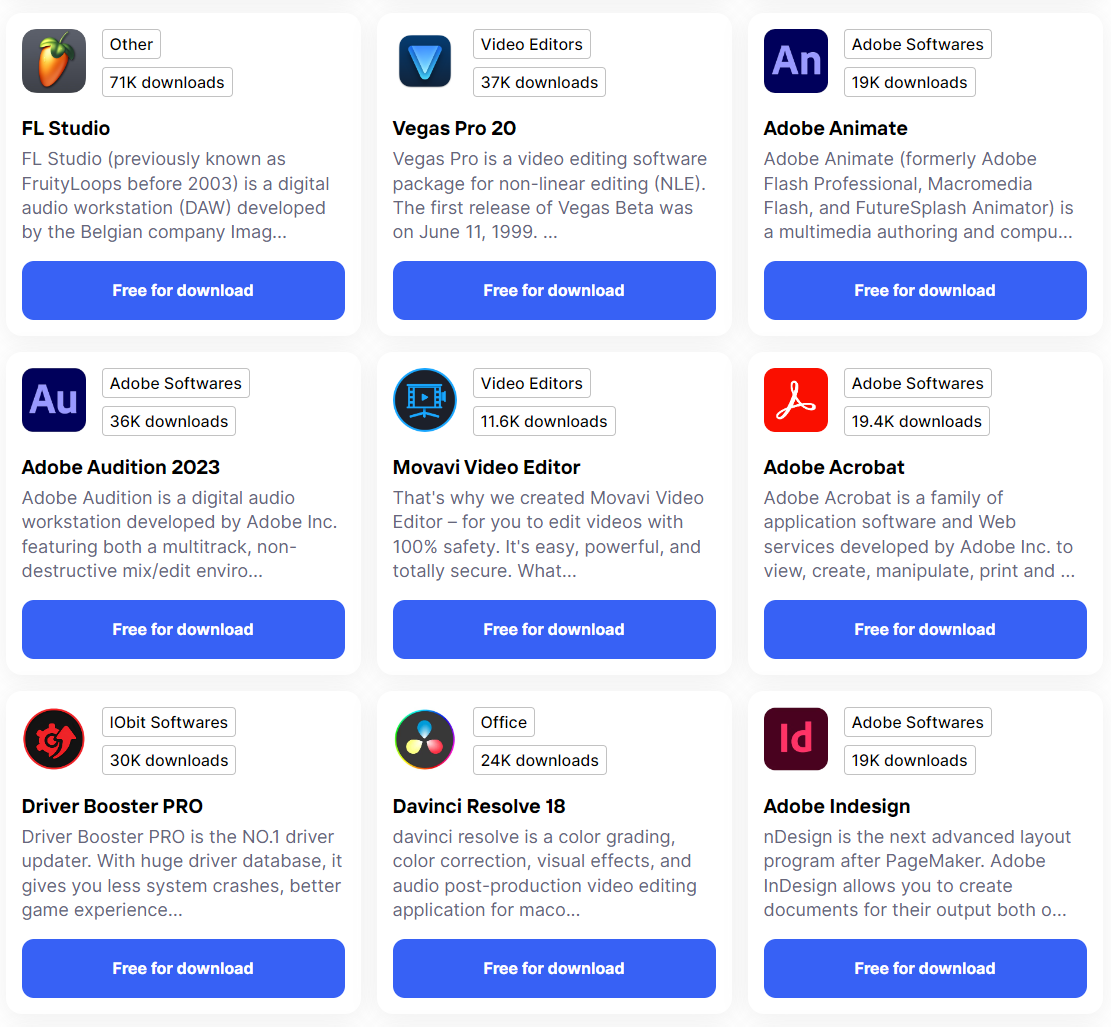 Other
71K downloads
FL Studio
FL Studio (previously known as
FruityLoops before 2003) is a digital
audio workstation (DAW) developed
by the Belgian company Imag...
Free for download
Video Editors
37K downloads
Vegas Pro 20
Vegas Pro is a video editing software
package for non-linear editing (NLE).
The first release of Vegas Beta was
on June 11, 1999. ...
Free for download
An
Adobe Softwares
19K downloads
Adobe Animate
Adobe Animate (formerly Adobe
Flash Professional, Macromedia
Flash, and FutureSplash Animator) is
a multimedia authoring and compu...
Free for download
Au
Adobe Softwares
36K downloads
Adobe Audition 2023
Adobe Audition is a digital audio
workstation developed by Adobe Inc.
featuring both a multitrack, non-
destructive mix/edit enviro...
Free for download
Video Editors
11.6K downloads
Movavi Video Editor
That's why we created Movavi Video
Editor – for you to edit videos with
100% safety. It's easy, powerful, and
totally secure. What...
Free for download
Adobe Softwares
19.4K downloads
Adobe Acrobat
Adobe Acrobat is a family of
application software and Web
services developed by Adobe Inc. to
view, create, manipulate, print and ...
Free for download
IObit Softwares
30K downloads
Driver Booster PRO
Driver Booster PRO is the NO.1 driver
updater. With huge driver database, it
gives you less system crashes, better
game experience...
Free for download
Office
24K downloads
Davinci Resolve 18
davinci resolve is a color grading,
color correction, visual effects, and
audio post-production video editing
application for maco...
Free for download
Id
Adobe Softwares
19K downloads
Adobe Indesign
nDesign is the next advanced layout
program after PageMaker. Adobe
InDesign allows you to create
documents for their output both o...
Free for download